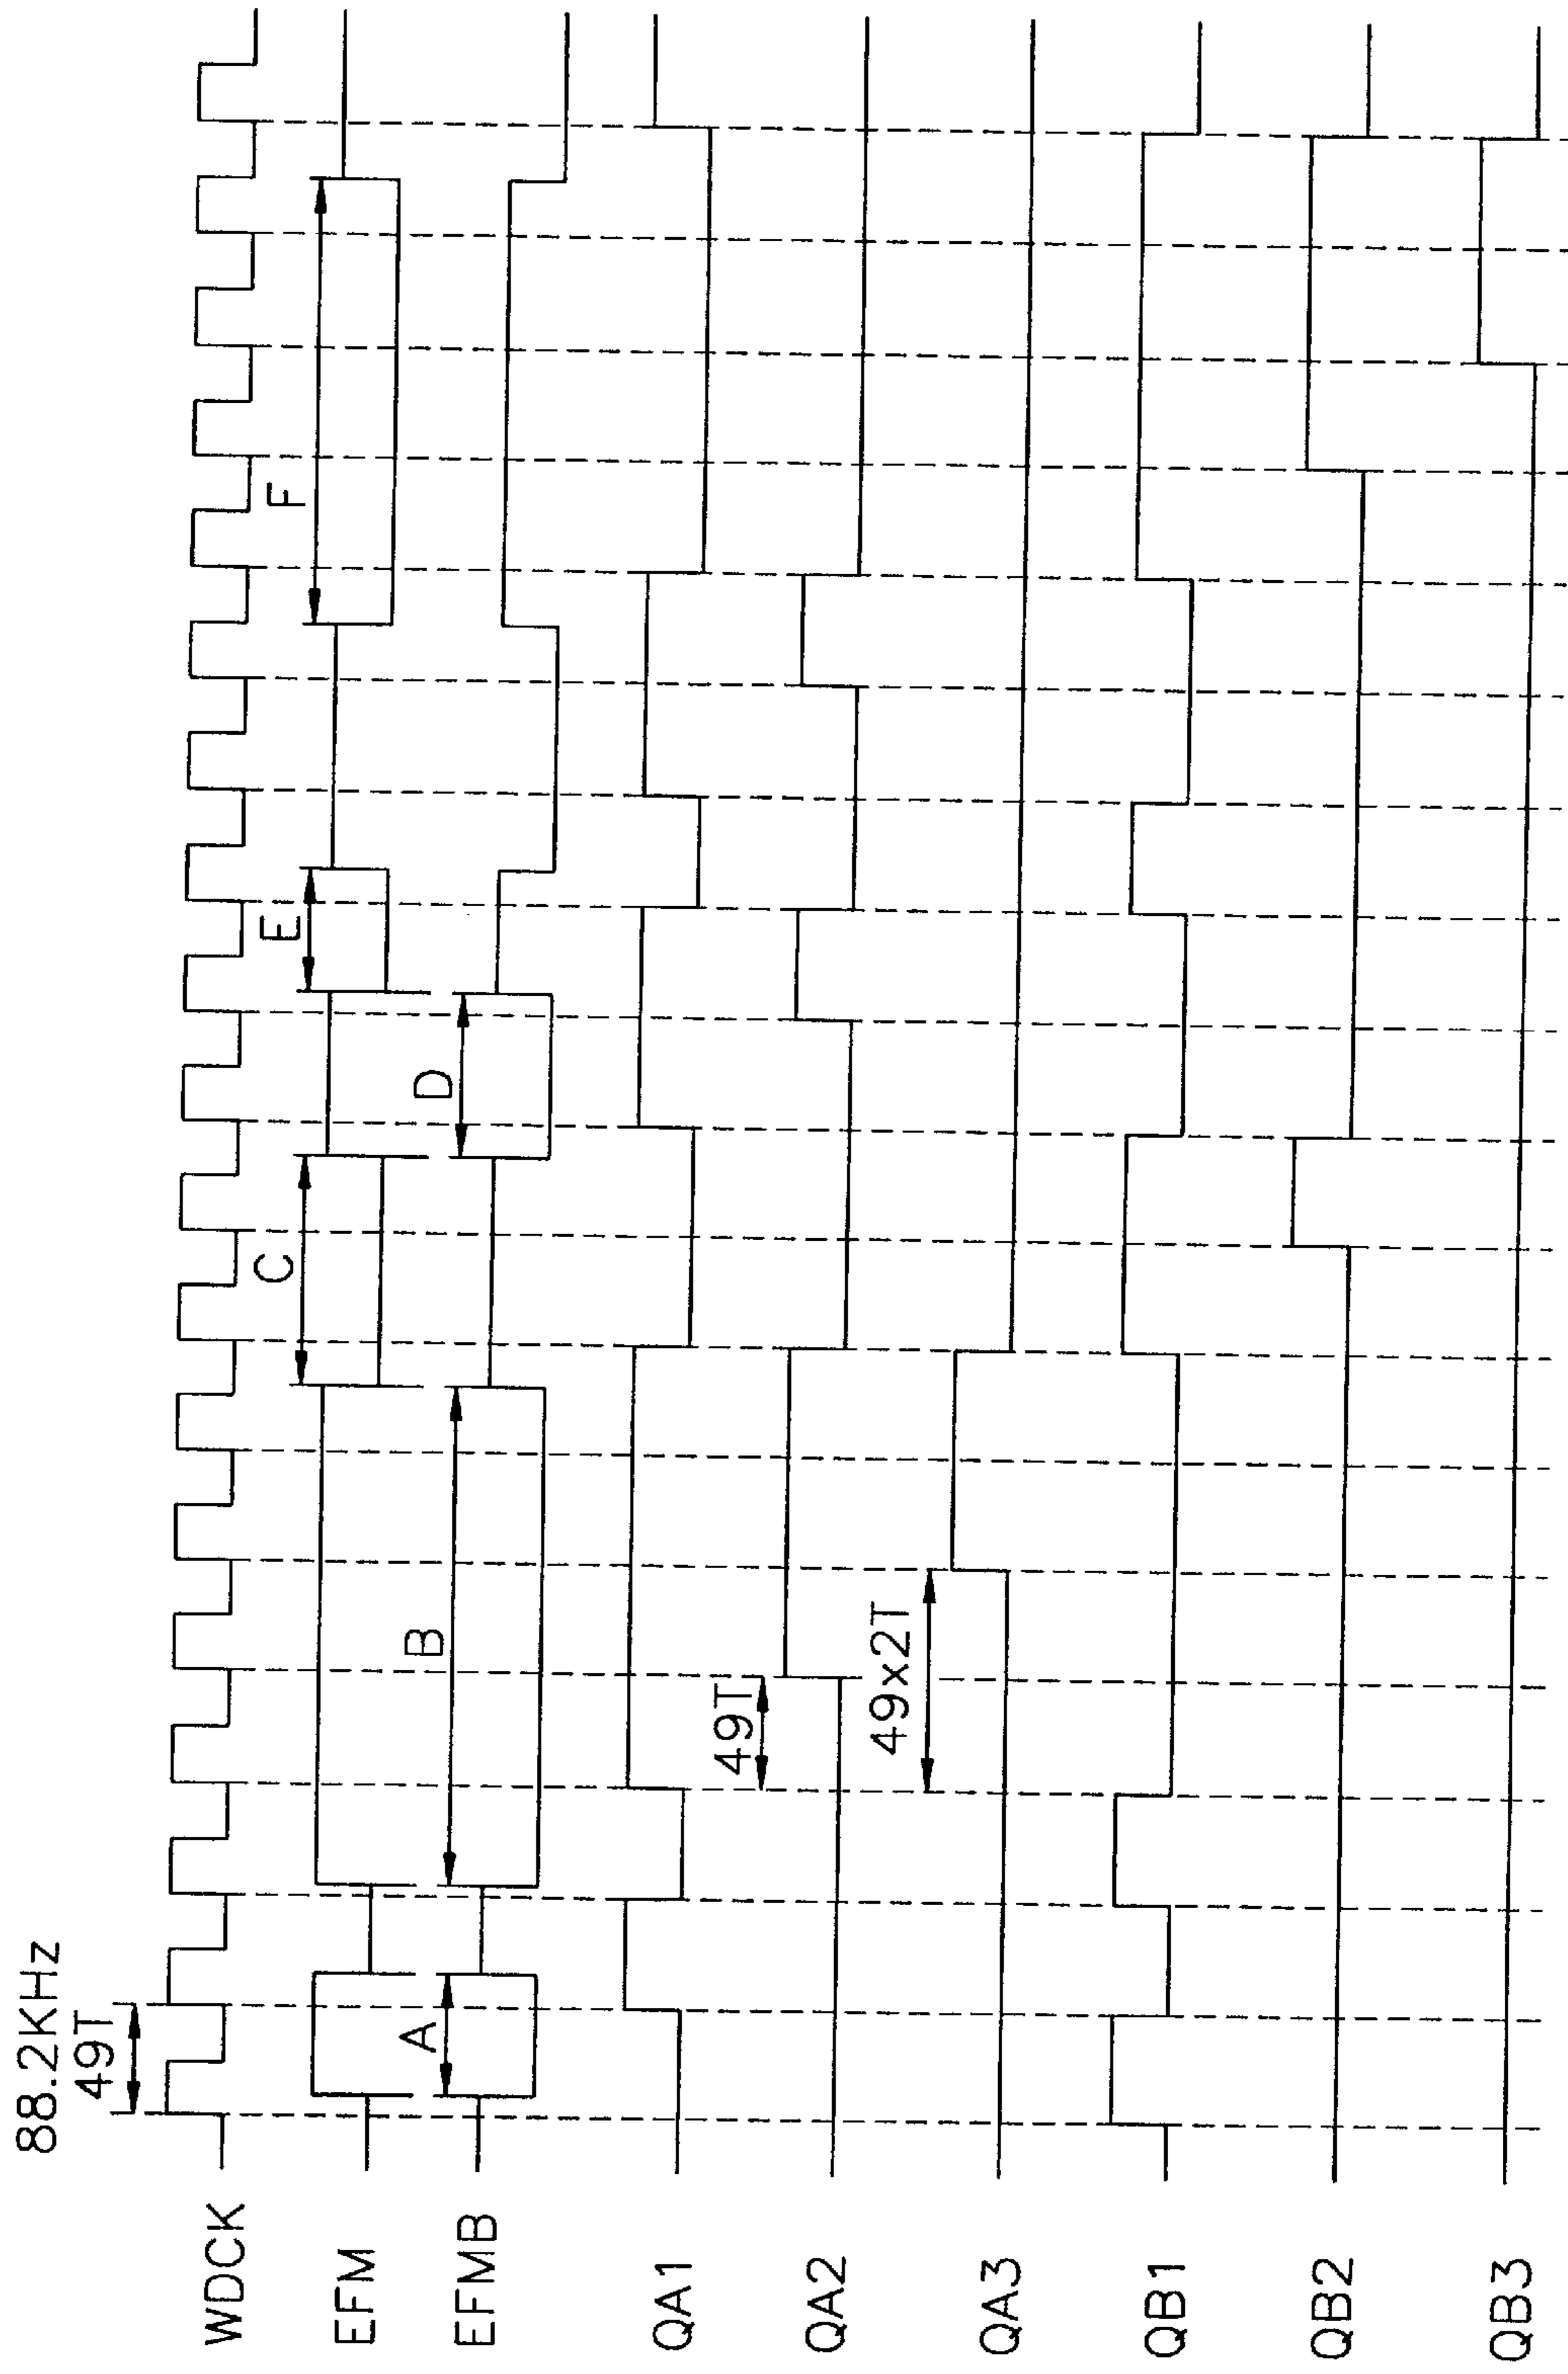 88.2KHz
49T
WDCK
EFM
EFMB
A
B
C
D
E
F
QA1
QA2
49T
QA3
49x2T
QB1
QB2
QB3